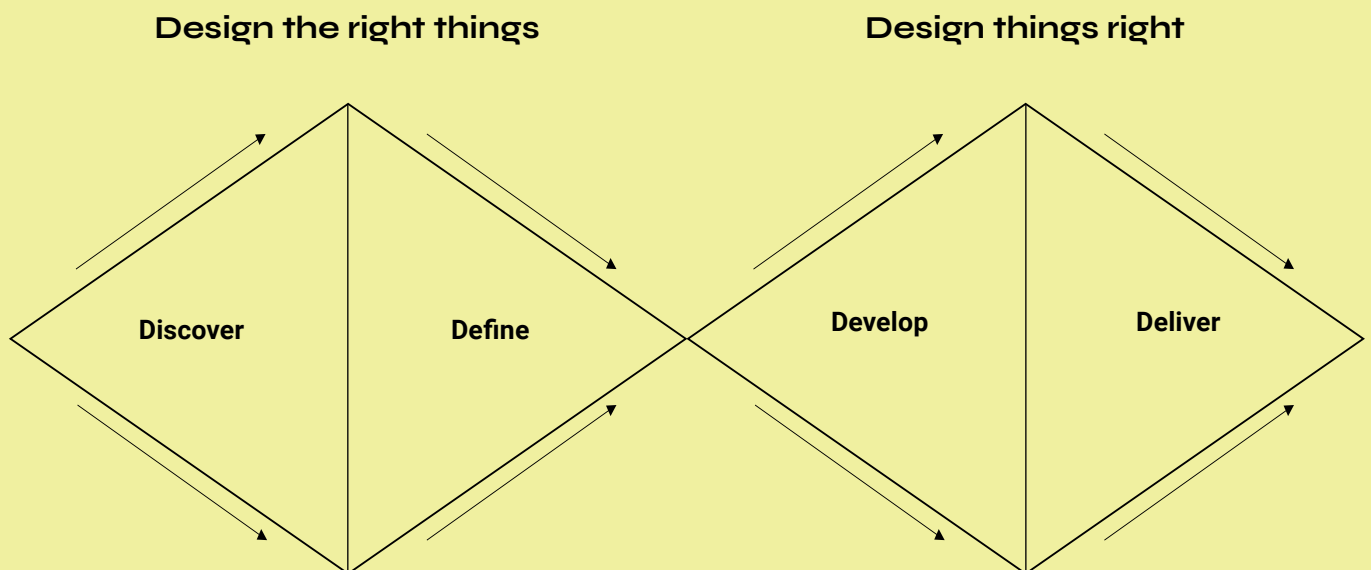 Design the right things
Design things right
Discover
Define
Develop
Deliver